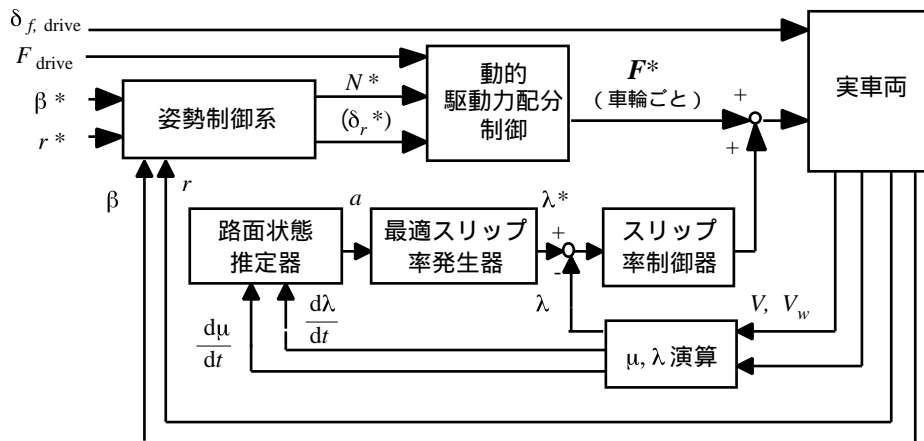 δ f, drive
F drive
β*
r*
姿勢制御系
N*
(δr*)
動的
駆動力配分
制御
F*
(車輪ごと)
+
+
実車両
β
r
路面状態
推定器
a
最適スリップ
率発生器
λ*
+
-
λ
スリップ
率制御器
V, Vw
dμ
dt
dλ
dt
μ, λ 演算